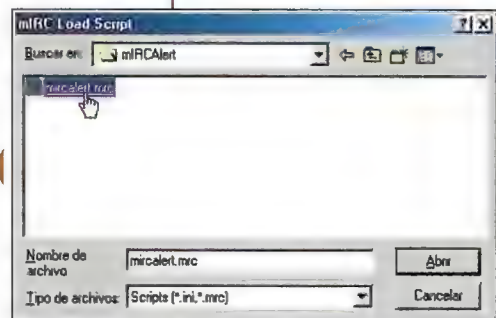 mIRC Load Script
Buscar en: mIRCAlert
mircalert.mrc
Nombre de archivo
mircalert.mrc
Abrir
Tipo de archivos: Scripts (*.ini,*.mrc)
Cancelar